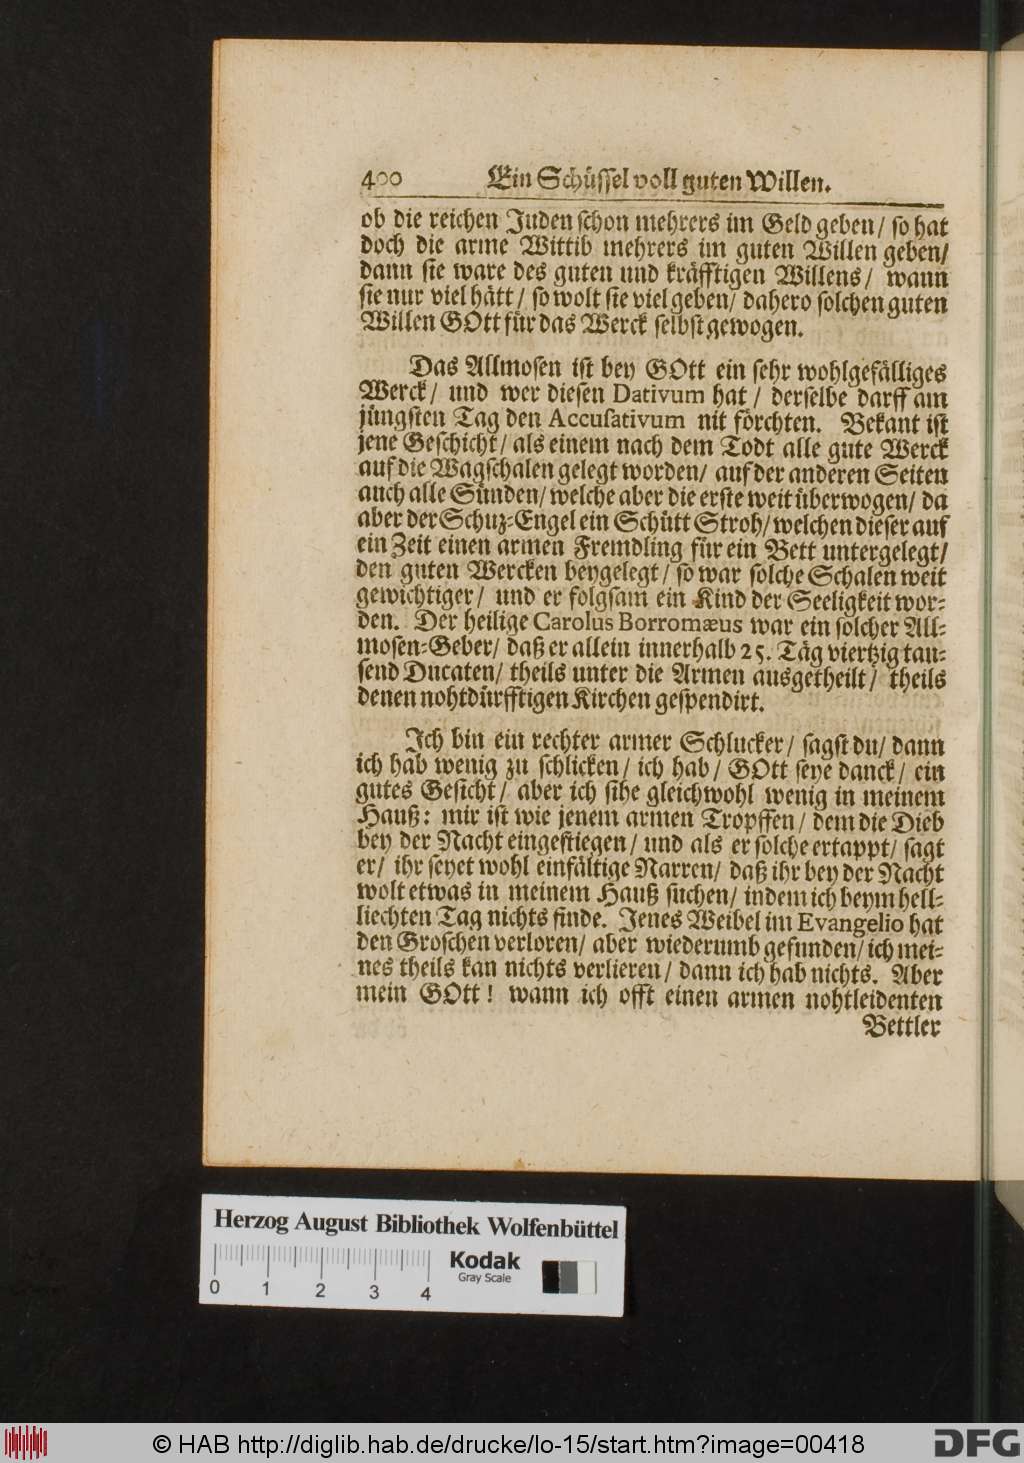 400 Ein Schüssel voll guten Willen.
ob die reichen Juden schon mehrers im Geld geben/ so hat
doch die arme Wittib mehrers im guten Willen geben/
dann sie ware des guten und kräfftigen Willens/ wann
sie nur viel hätt/ so wolt sie viel geben/ dahero solchen guten
Willen GOtt für das Werck selbst gewogen.
Das Allmosen ist bey GOtt ein sehr wohlgefälliges
Werck/ und wer diesen Dativum hat/ derselbe darff am
jüngsten Tag den Accusativum nit förchten. Bekant ist
jene Geschicht/ als einem nach dem Todt alle gute Werck
auf die Wagschalen gelegt worden/ auf der anderen Seiten
auch alle Sünden/ welche aber die erste weit überwogen/ da
aber der Schuz-Engel ein Schütt Stroh/ welchen dieser auf
ein Zeit einen armen Fremdling für ein Bett untergelegt/
den guten Wercken beygelegt/ so war solche Schalen weit
gewichtiger/ und er folgsam ein Kind der Seeligkeit wor-
den. Der heilige Carolus Borromæus war ein solcher All-
mosen-Geber/ daß er allein innerhalb 25. Täg viertzig tau-
send Ducaten/ theils unter die Armen ausgetheilt/ theils
denen nohtdürfftigen Kirchen gespendirt.
Ich bin ein rechter armer Schlucker/ sagst du/ dann
ich hab wenig zu schlicken/ ich hab/ GOtt seye danck/ ein
gutes Gesicht/ aber ich sihe gleichwohl wenig in meinem
Hauß: mir ist wie jenem armen Tropffen/ dem die Dieb
bey der Nacht eingestiegen/ und als er solche ertappt/ sagt
er/ ihr seyet wohl einfältige Narren/ daß ihr bey der Nacht
wolt etwas in meinem Hauß suchen/ indem ich beym hell-
liechten Tag nichts finde. Jenes Weibel im Evangelio hat
den Groschen verloren/ aber wiederumb gefunden/ ich mei-
nes theils kan nichts verlieren/ dann ich hab nichts. Aber
mein GOtt! wann ich offt einen armen nohtleidenten
Bettler
Herzog August Bibliothek Wolfenbüttel
Kodak
Gray Scale
0 1 2 3 4
© HAB http://diglib.hab.de/drucke/lo-15/start.htm?image=00418
DFG